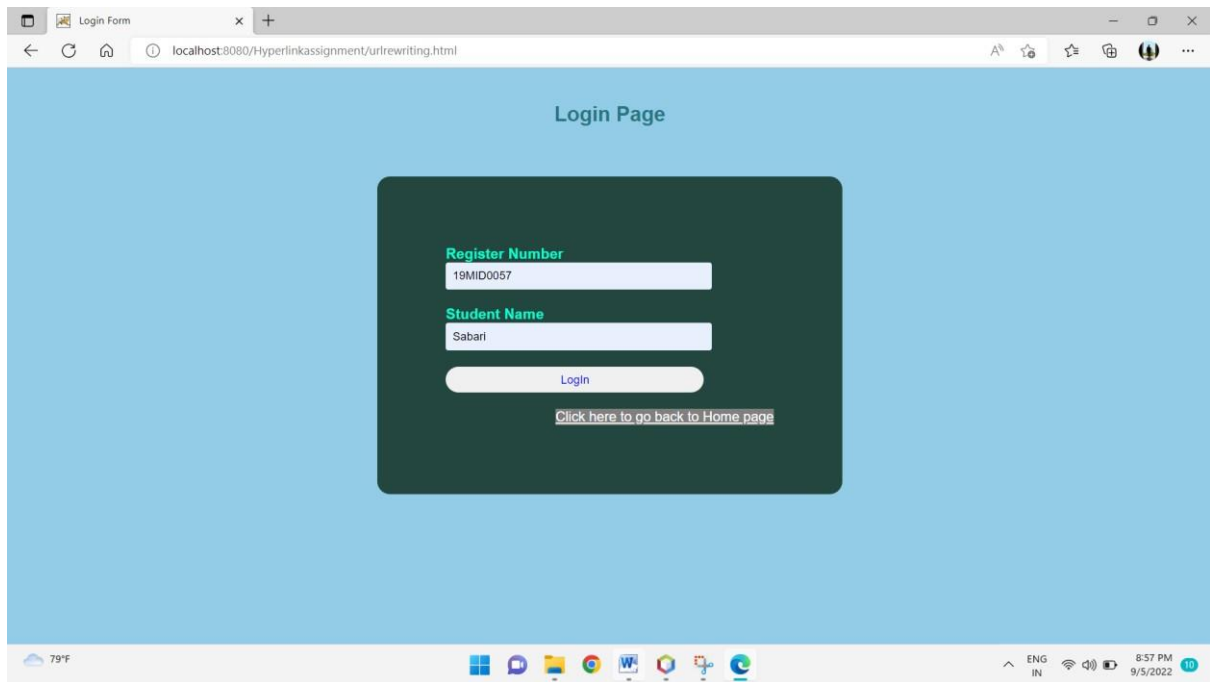 Login Form
localhost:8080/Hyperlinkassignment/urlrewriting.html
Login Page
Register Number
19MID0057
Student Name
Sabari
LogIn
Click here to go back to Home page
79°F
ENG
IN
8:57 PM
9/5/2022
10